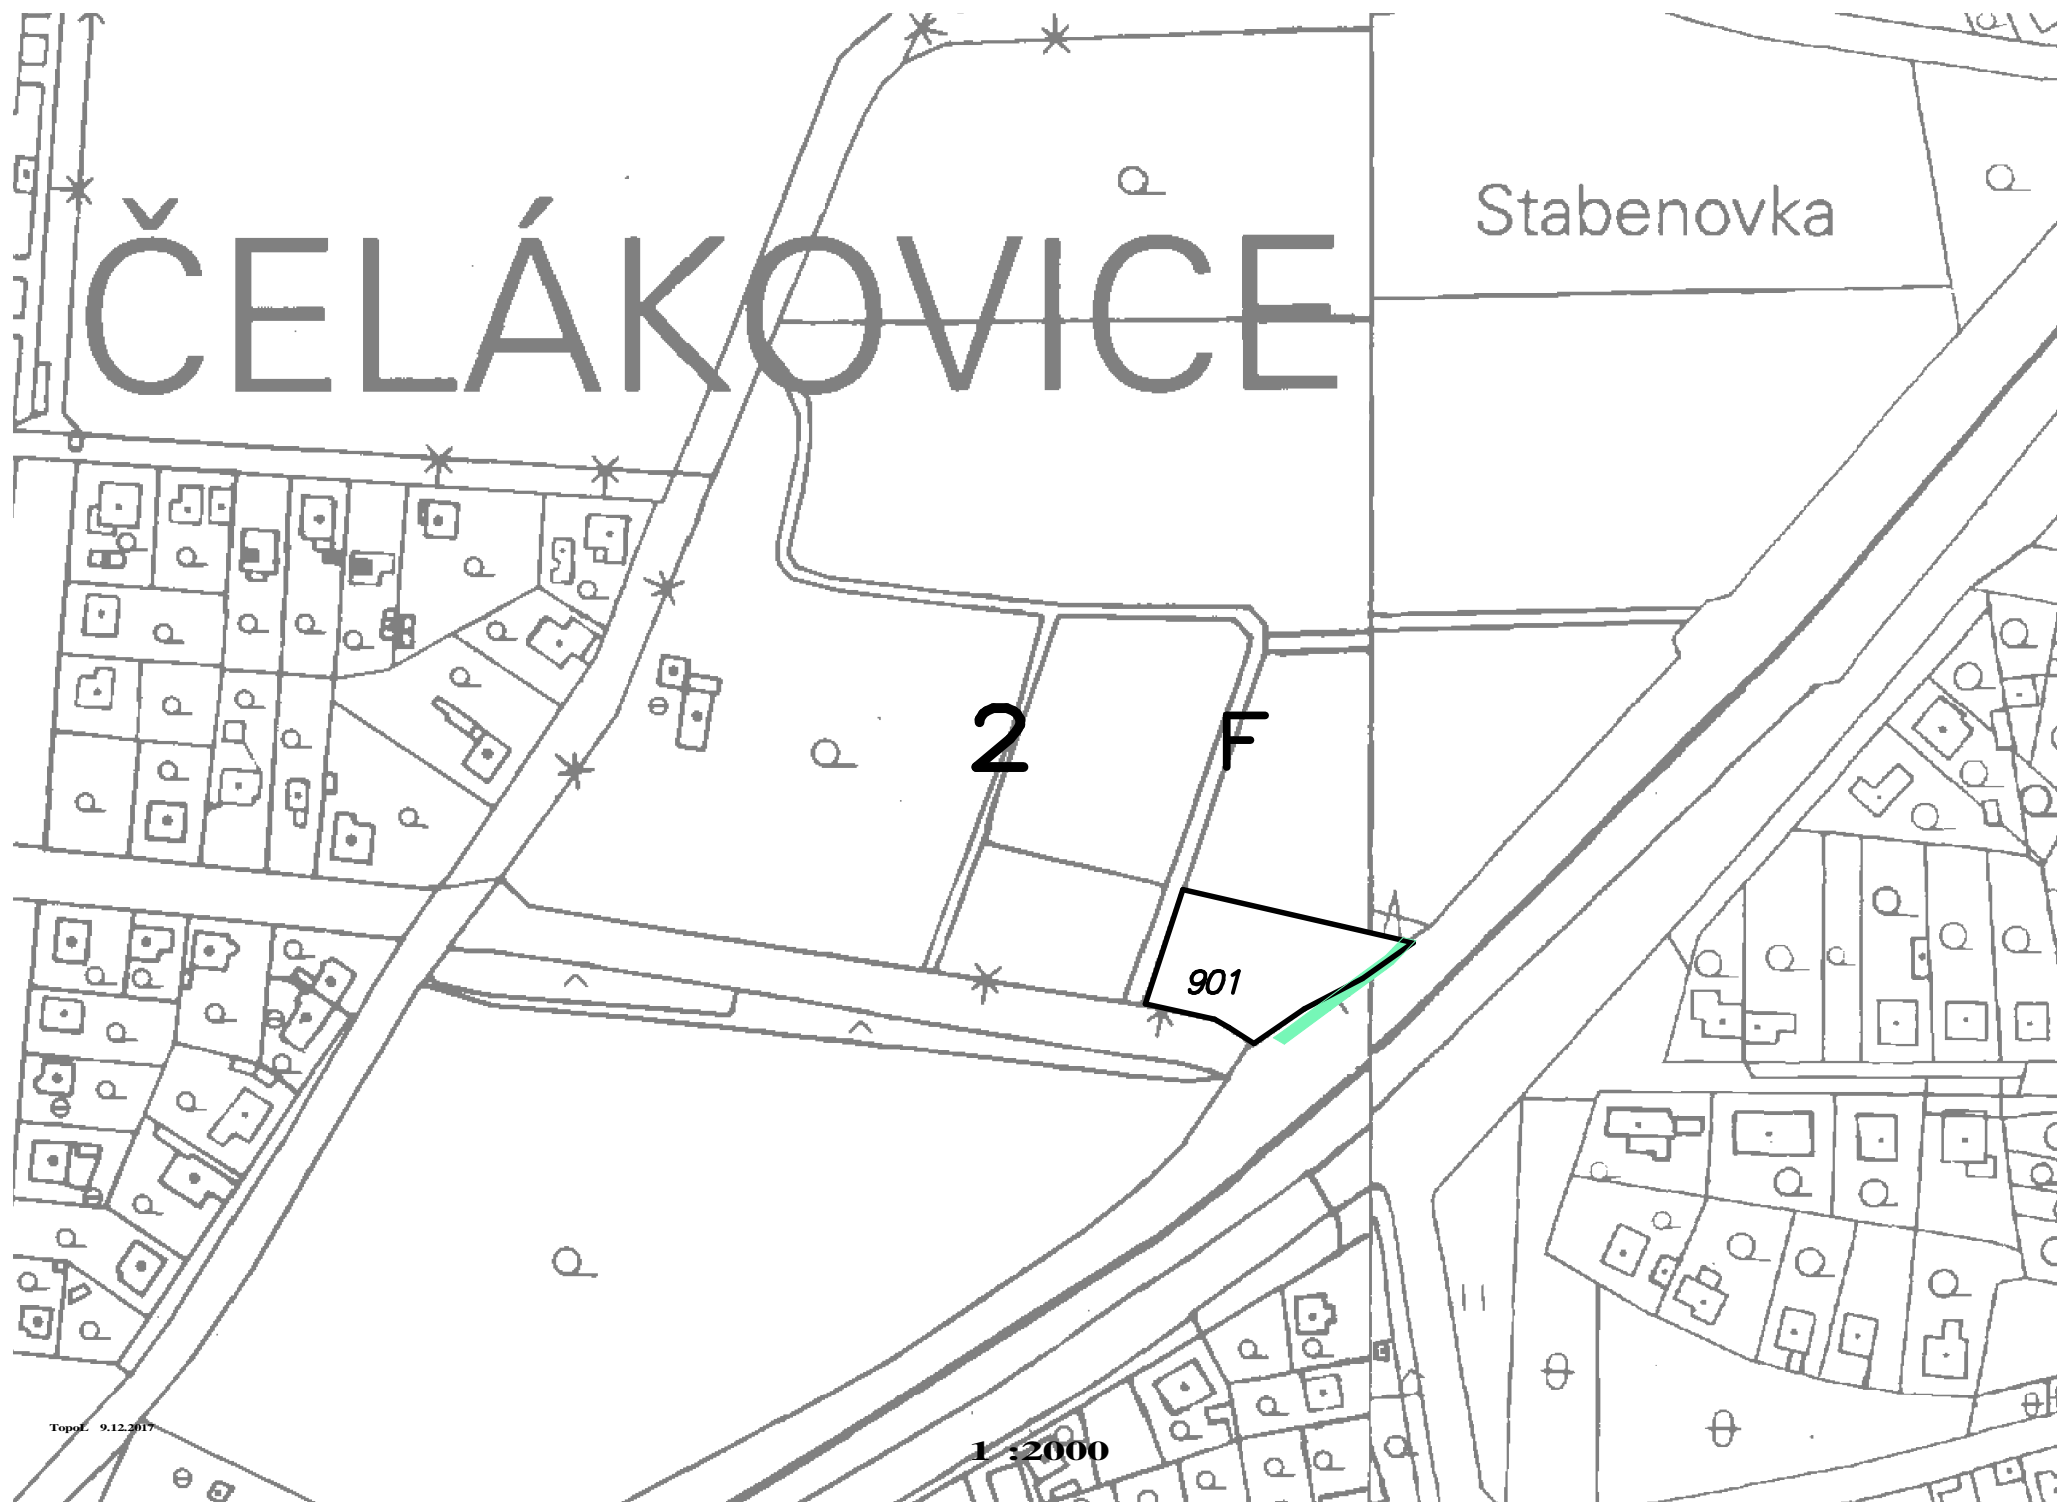 Stabenovka
ČELÁKOVICE
2 F
901
TopoL 9.12.2017
1 :2000